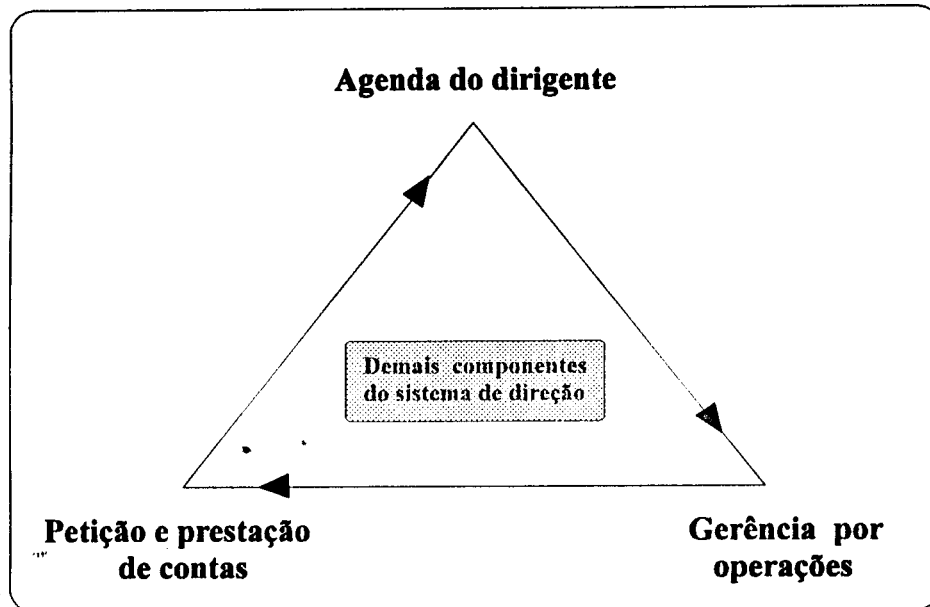 Agenda do dirigente
Demais componentes
do sistema de direção
Petição e prestação
de contas
Gerência por
operações